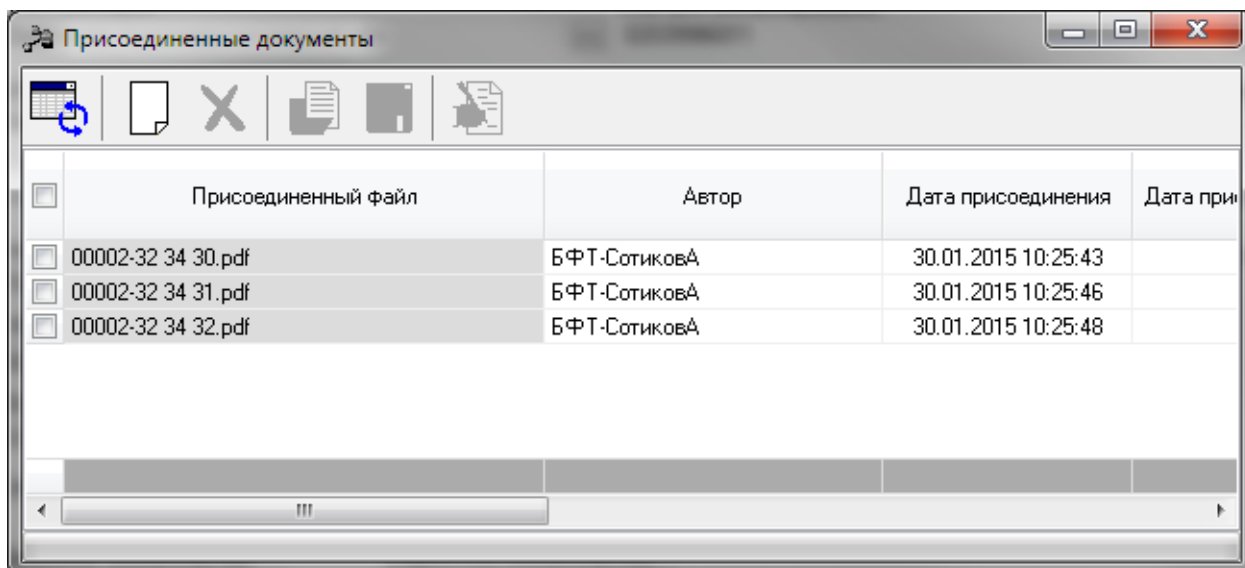 Присоединенные документы
Присоединенный файл Автор Дата присоединения Дата при
00002-32 34 30.pdf БФТ-СотиковА 30.01.2015 10:25:43
00002-32 34 31.pdf БФТ-СотиковА 30.01.2015 10:25:46
00002-32 34 32.pdf БФТ-СотиковА 30.01.2015 10:25:48